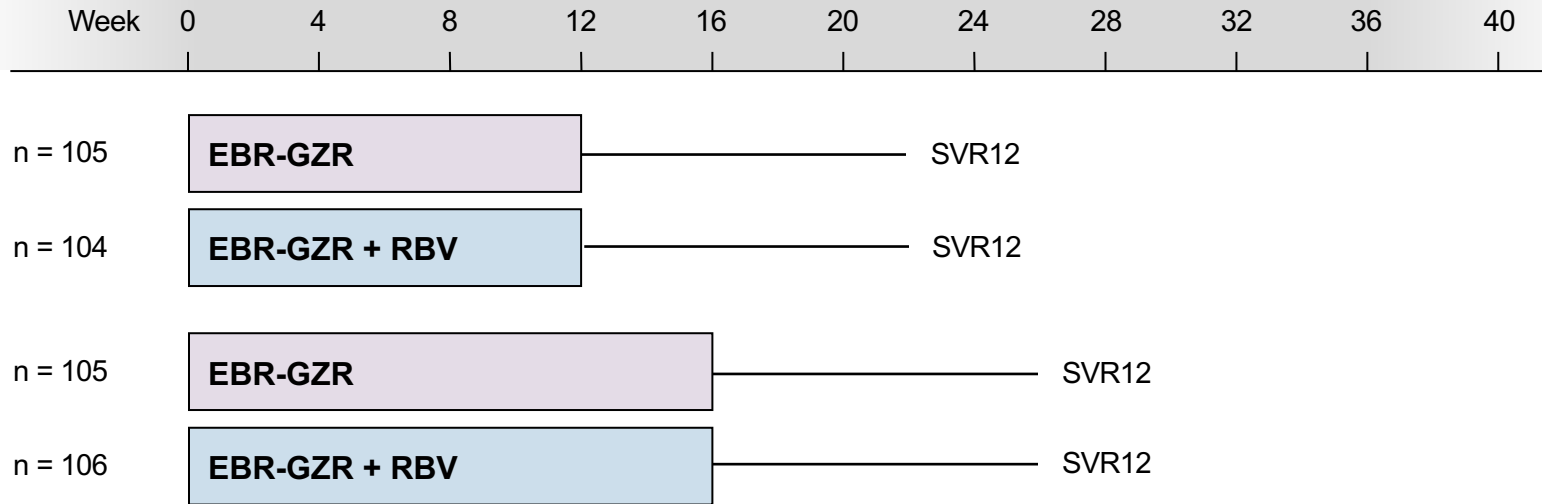 Week 0 4 8 12 16 20 24 28 32 36 40
n = 105 EBR-GZR SVR12
n = 104 EBR-GZR + RBV SVR12
n = 105 EBR-GZR SVR12
n = 106 EBR-GZR + RBV SVR12